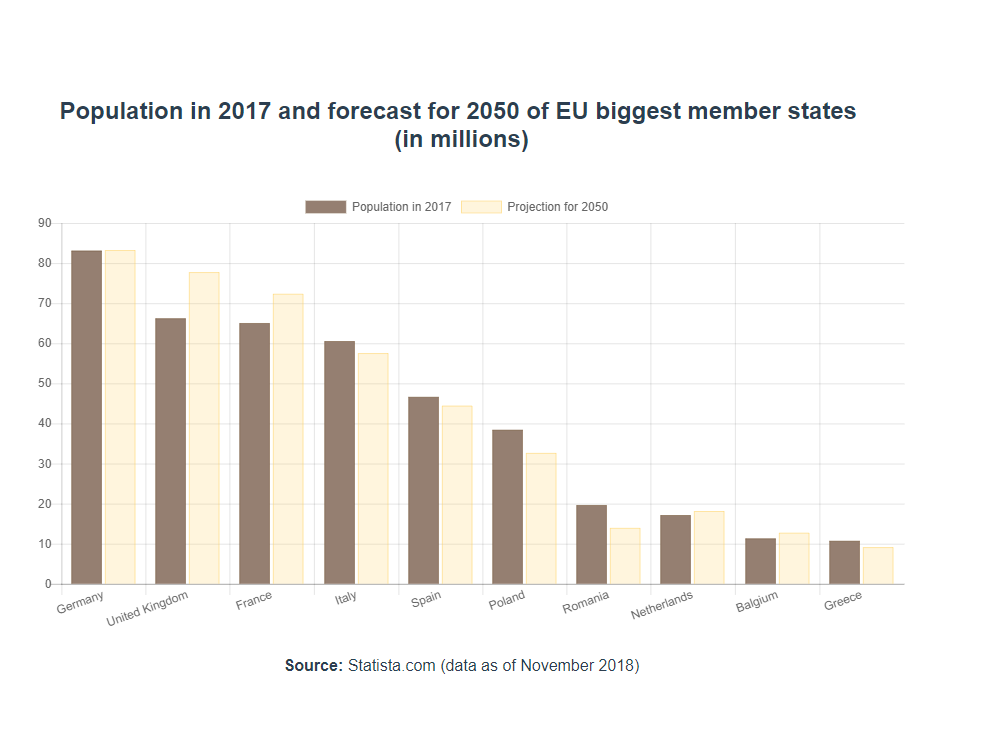 Population in 2017 and forecast for 2050 of EU biggest member states
(in millions)
Population in 2017 Projection for 2050
90
80
70
60
50
40
30
20
10
0
Germany United Kingdom France Italy Spain Poland Romania Netherlands Balgium Greece
Source: Statista.com (data as of November 2018)